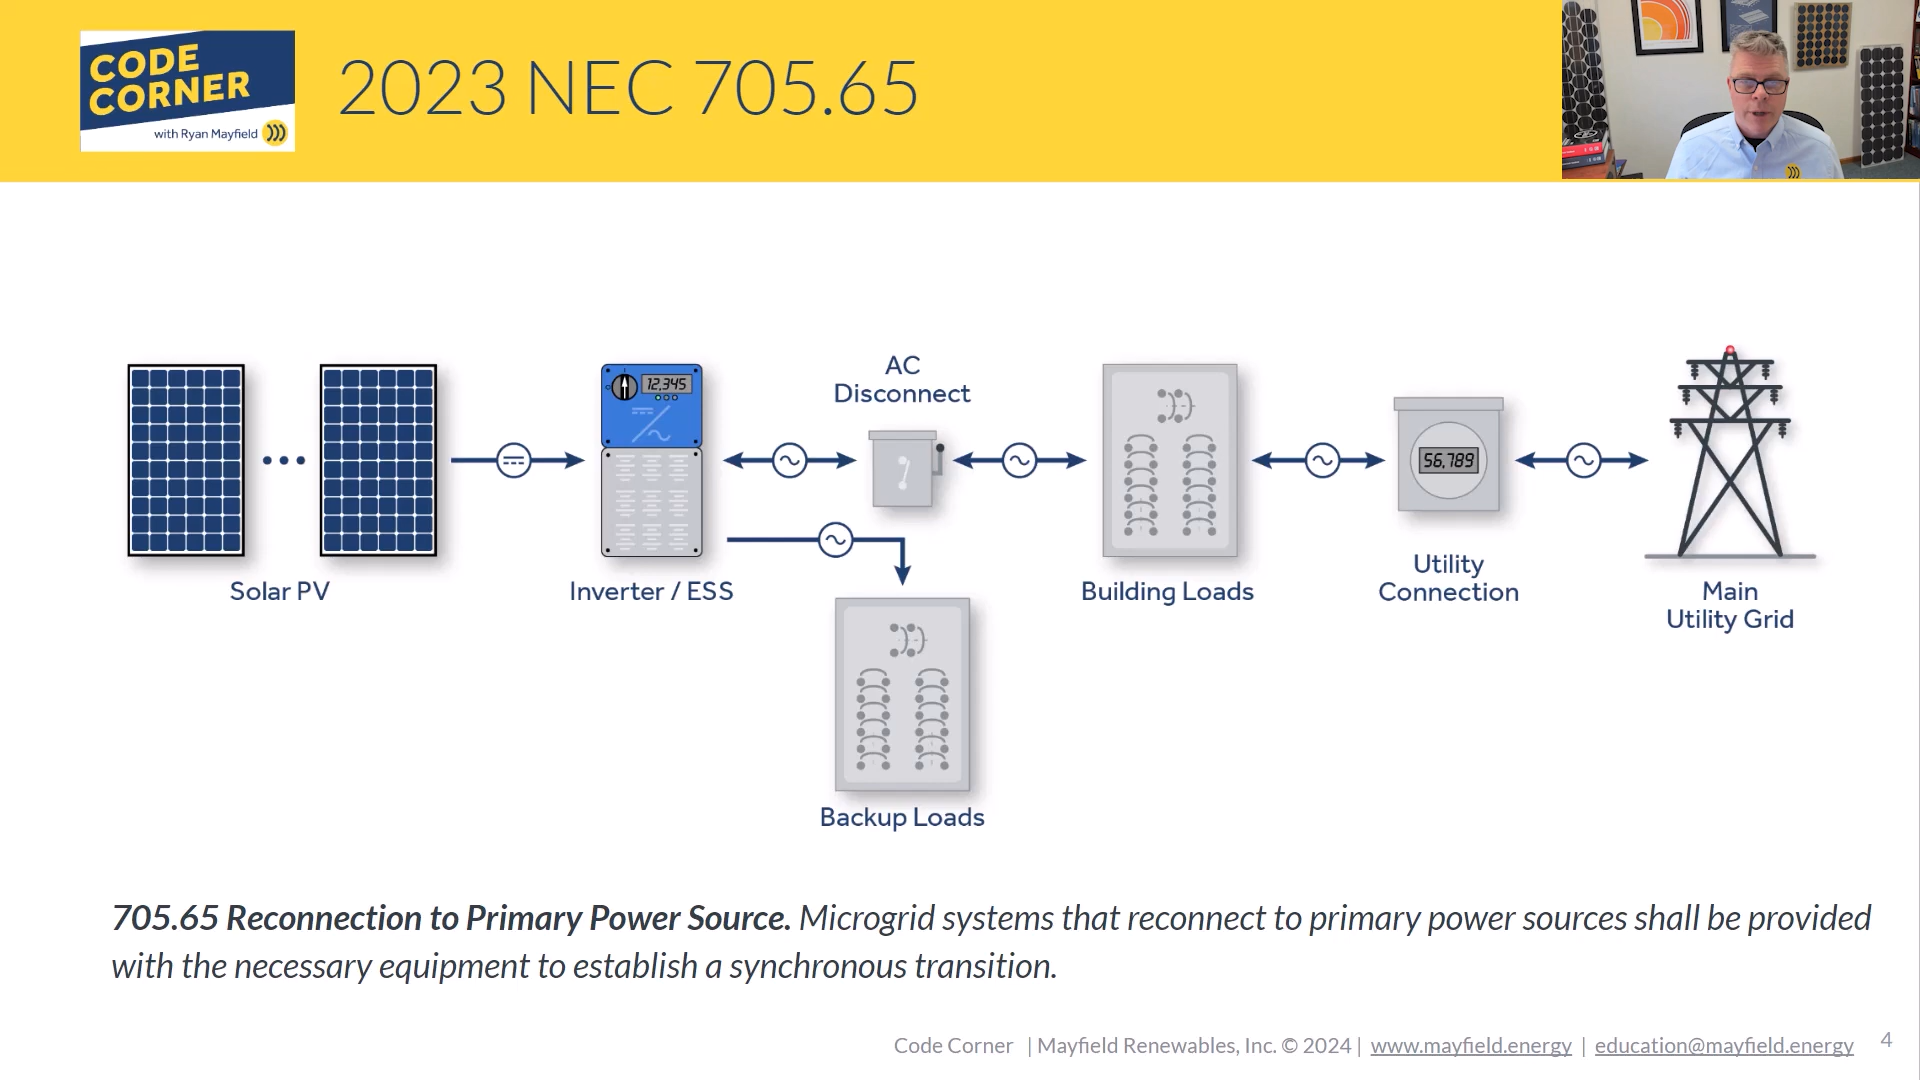 CODE
CORNER
with Ryan Mayfield
2023 NEC 705.65
AC
Disconnect
12,345
56,789
Solar PV
Inverter / ESS
Building Loads
Utility
Connection
Main
Utility Grid
Backup Loads
705.65 Reconnection to Primary Power Source. Microgrid systems that reconnect to primary power sources shall be provided
with the necessary equipment to establish a synchronous transition.
Code Corner | Mayfield Renewables, Inc. © 2024 | www.mayfield.energy | education@mayfield.energy 4